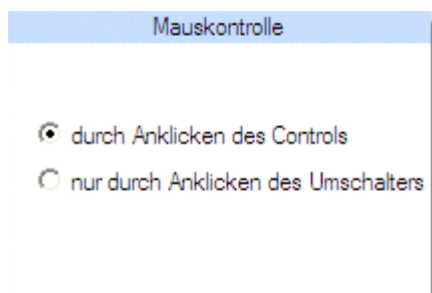 Mauskontrolle
durch Anklicken des Controls
nur durch Anklicken des Umschalters